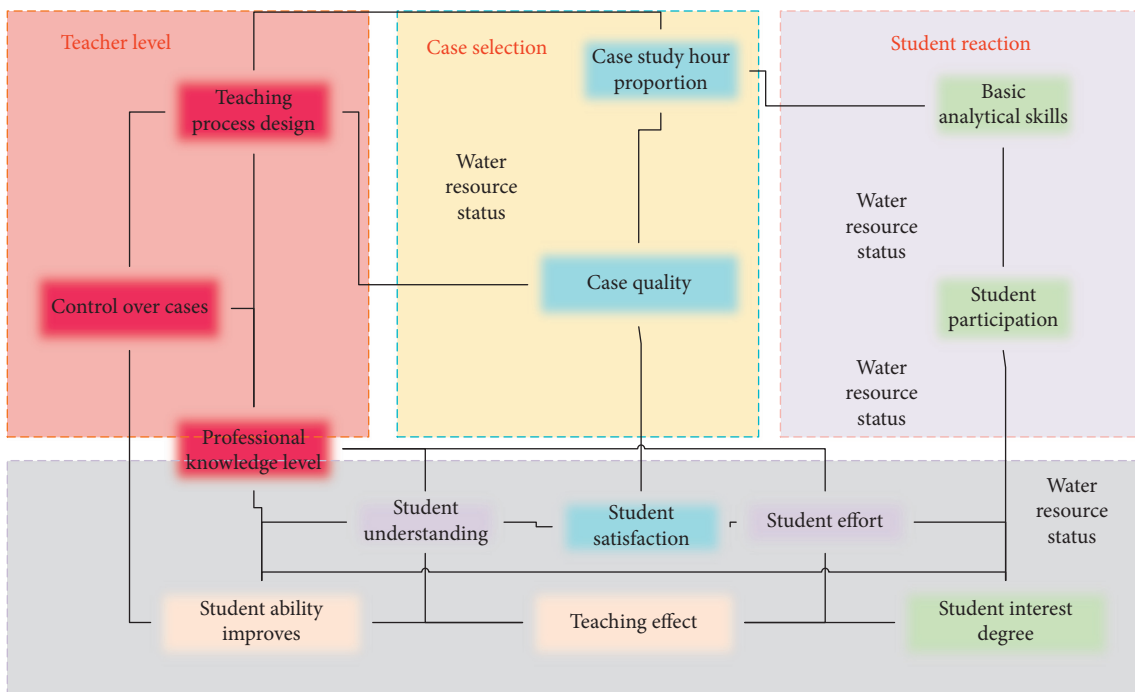 Teacher level
Teaching
process design
Control over cases
Professional
knowledge level
Case selection
Case study hour
proportion
Water
resource
status
Case quality
Student reaction
Basic
analytical skills
Water
resource
status
Student
participation
Water
resource
status
Student
understanding
Student
satisfaction
Student effort
Water
resource
status
Student ability
improves
Teaching effect
Student interest
degree